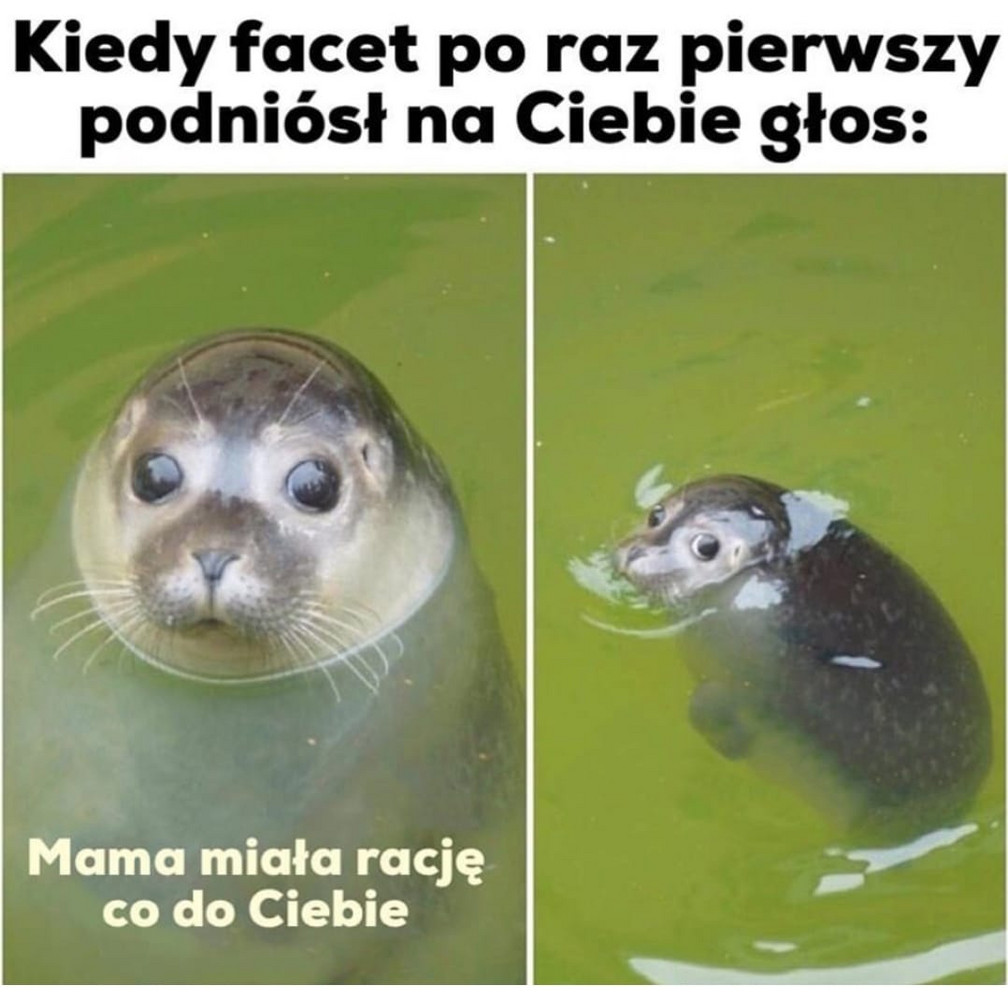 Kiedy facet po raz pierwszy
podniósł na Ciebie głos:
Mama miała rację
co do Ciebie